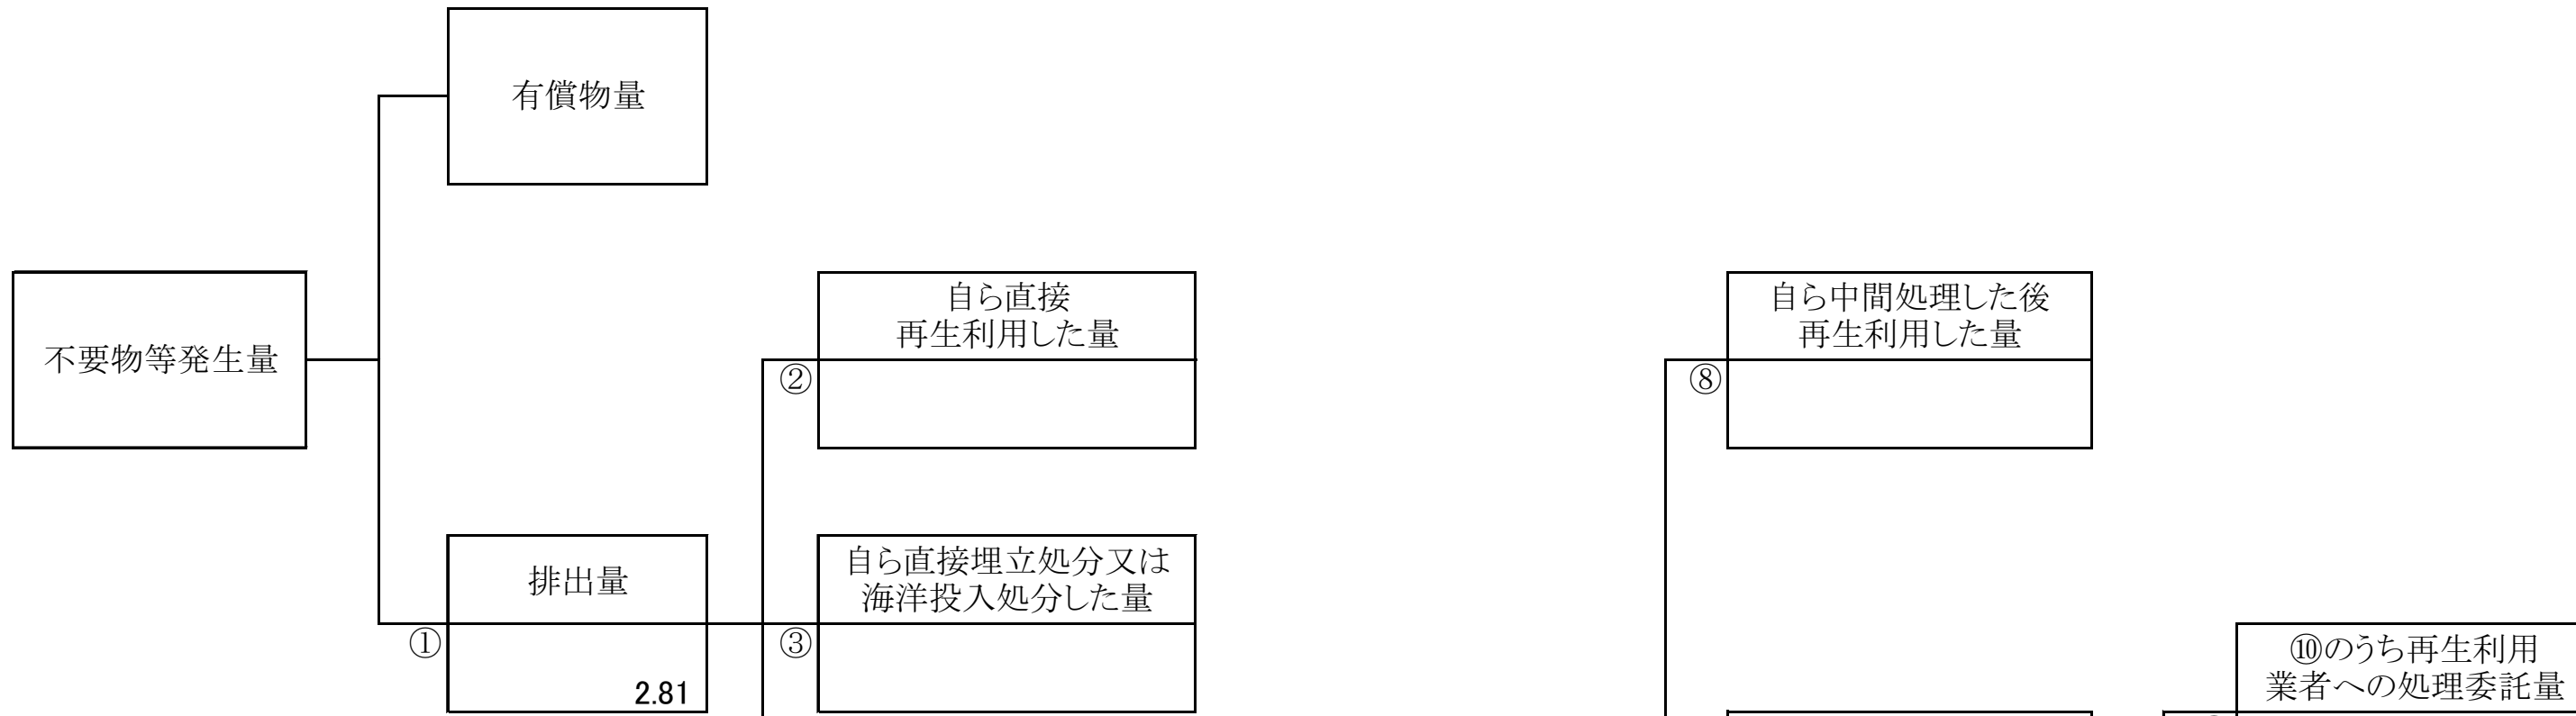 有償物量
不要物等発生量
自ら直接
再生利用した量
②
自ら中間処理した後
再生利用した量
⑧
排出量
①
2.81
自ら直接埋立処分又は
海洋投入処分した量
③
⑩のうち再生利用
業者への処理委託量